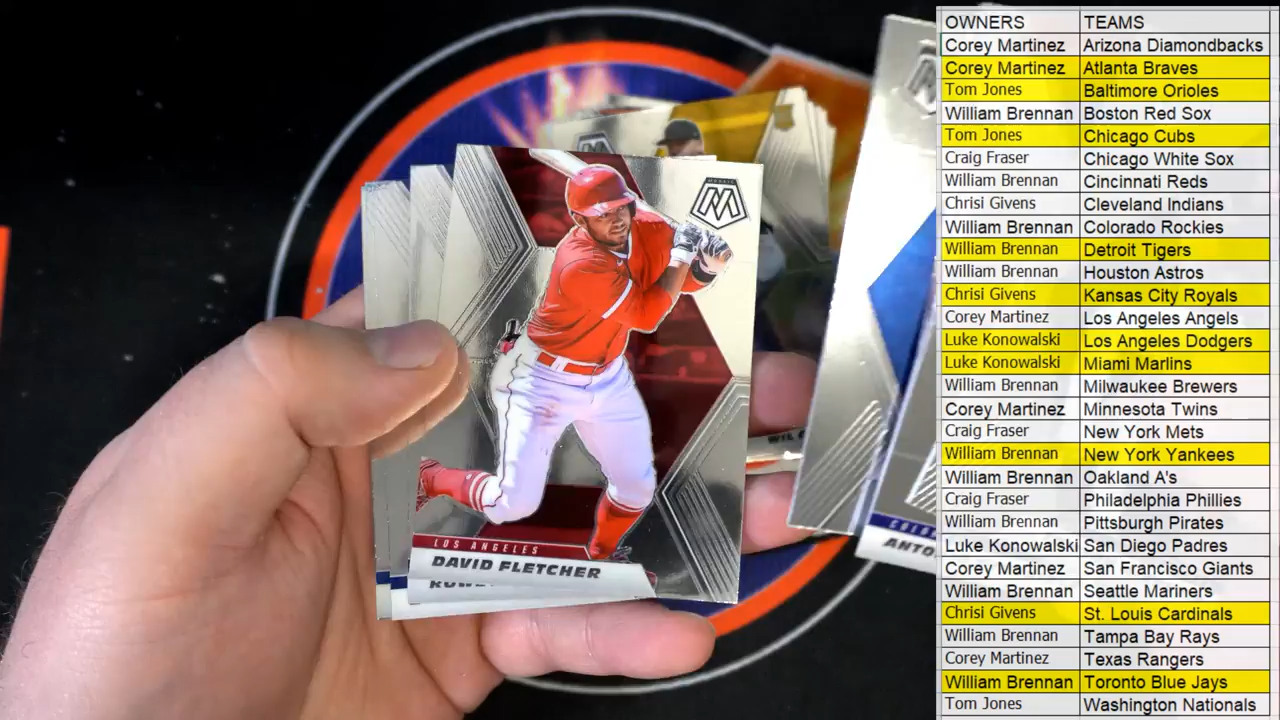 OWNERS TEAMS
Corey Martinez Arizona Diamondbacks
Corey Martinez Atlanta Braves
Tom Jones Baltimore Orioles
William Brennan Boston Red Sox
Tom Jones Chicago Cubs
Craig Fraser Chicago White Sox
William Brennan Cincinnati Reds
Chrisi Givens Cleveland Indians
William Brennan Colorado Rockies
William Brennan Detroit Tigers
William Brennan Houston Astros
Chrisi Givens Kansas City Royals
Corey Martinez Los Angeles Angels
Luke Konowalski Los Angeles Dodgers
Luke Konowalski Miami Marlins
William Brennan Milwaukee Brewers
Corey Martinez Minnesota Twins
Craig Fraser New York Mets
William Brennan New York Yankees
William Brennan Oakland A's
Craig Fraser Philadelphia Phillies
William Brennan Pittsburgh Pirates
Luke Konowalski San Diego Padres
Corey Martinez San Francisco Giants
William Brennan Seattle Mariners
Chrisi Givens St. Louis Cardinals
William Brennan Tampa Bay Rays
Corey Martinez Texas Rangers
William Brennan Toronto Blue Jays
Tom Jones Washington Nationals
MOSAIC
LOS ANGELES
DAVID FLETCHER
WIL
ANTO